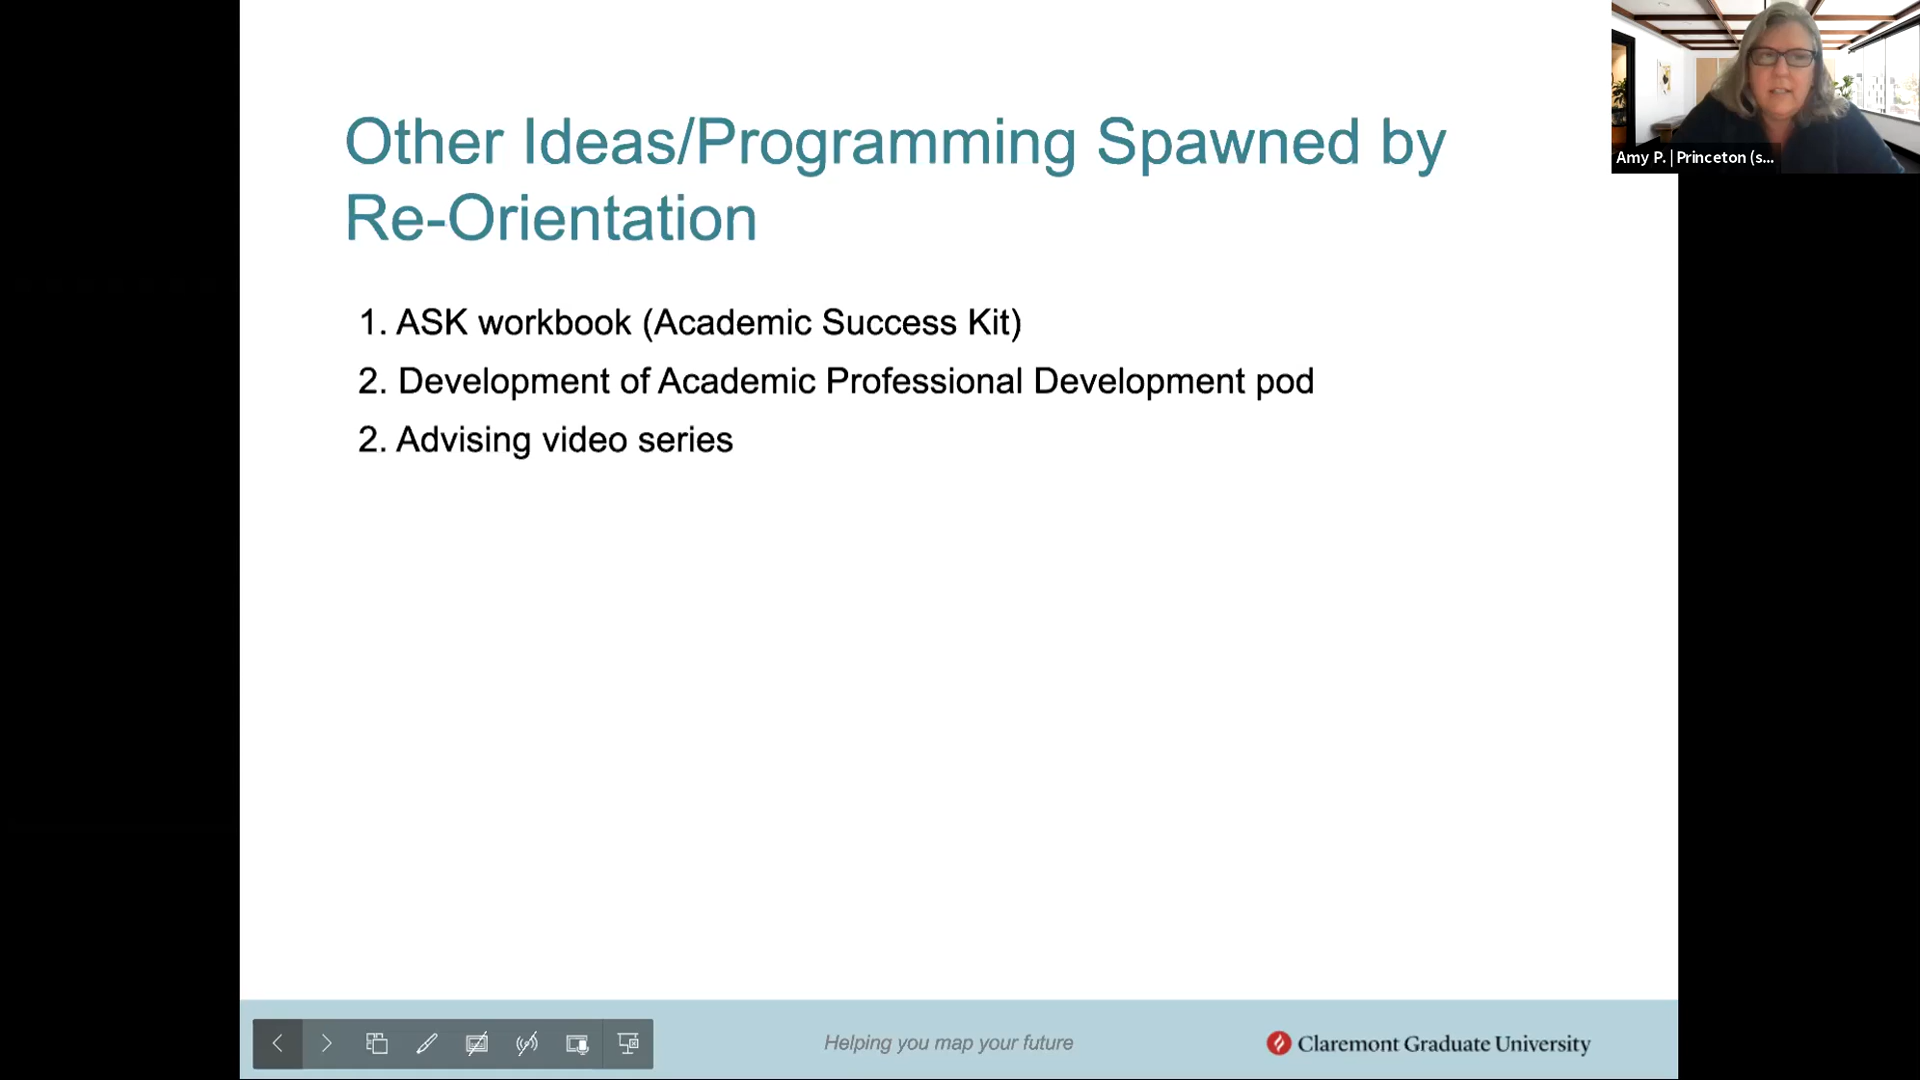 Other Ideas/Programming Spawned by
Re-Orientation
1. ASK workbook (Academic Success Kit)
2. Development of Academic Professional Development pod
2. Advising video series
Amy P. | Princeton (s...
Helping you map your future
Claremont Graduate University